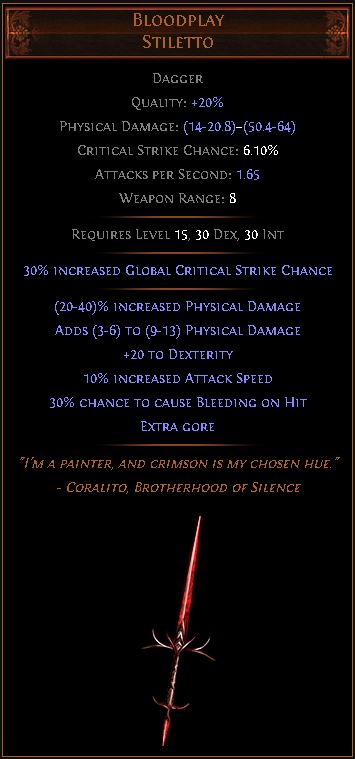 Bloodplay
Stiletto
Dagger
Quality: +20%
Physical Damage: (14-20.8)–(50.4-64)
Critical Strike Chance: 6.10%
Attacks per Second: 1.65
Weapon Range: 8
Requires Level 15, 30 Dex, 30 Int
30% increased Global Critical Strike Chance
(20-40)% increased Physical Damage
Adds (3-6) to (9-13) Physical Damage
+20 to Dexterity
10% increased Attack Speed
30% chance to cause Bleeding on Hit
Extra gore
"I'm a painter, and crimson is my chosen hue."
- Coralito, Brotherhood of Silence